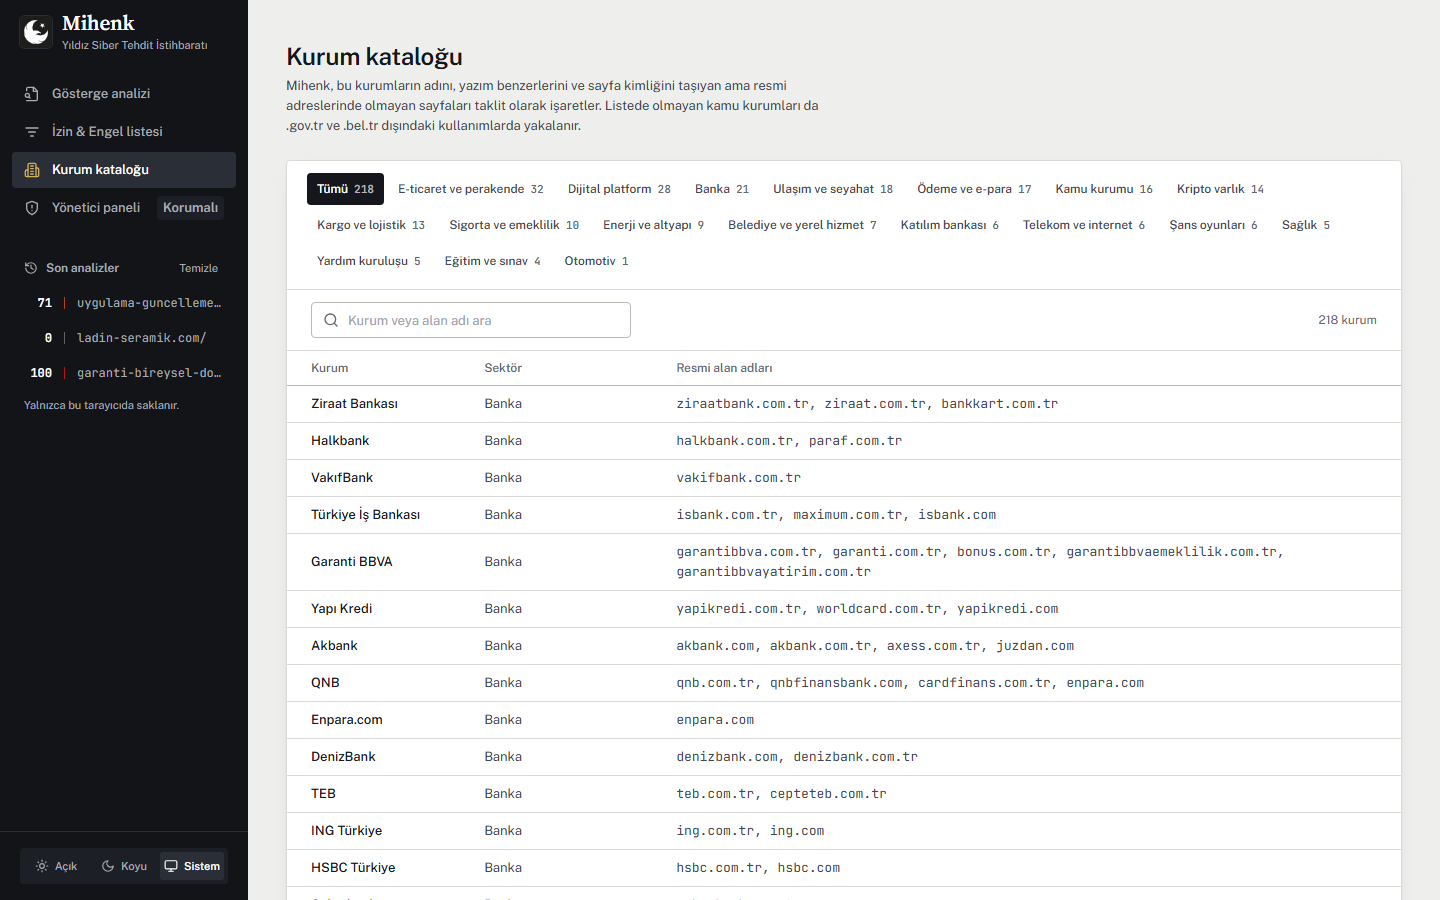 Mihenk
Yıldız Siber Tehdit İstihbaratı
Gösterge analizi
İzin & Engel listesi
Kurum kataloğu
Yönetici paneli Korumalı
Son analizler Temizle
71 uygulama-guncelleme…
0 ladin-seramik.com/
100 garanti-bireysel-do…
Yalnızca bu tarayıcıda saklanır.
Açık Koyu Sistem
Kurum kataloğu
Mihenk, bu kurumların adını, yazım benzerlerini ve sayfa kimliğini taşıyan ama resmi
adreslerinde olmayan sayfaları taklit olarak işaretler. Listede olmayan kamu kurumları da
.gov.tr ve .bel.tr dışındaki kullanımlarda yakalanır.
Tümü 218 E-ticaret ve perakende 32 Dijital platform 28 Banka 21 Ulaşım ve seyahat 18 Ödeme ve e-para 17 Kamu kurumu 16 Kripto varlık 14
Kargo ve lojistik 13 Sigorta ve emeklilik 10 Enerji ve altyapı 9 Belediye ve yerel hizmet 7 Katılım bankası 6 Telekom ve internet 6 Şans oyunları 6 Sağlık 5
Yardım kuruluşu 5 Eğitim ve sınav 4 Otomotiv 1
Kurum veya alan adı ara 218 kurum
Kurum Sektör Resmi alan adları
Ziraat Bankası Banka ziraatbank.com.tr, ziraat.com.tr, bankkart.com.tr
Halkbank Banka halkbank.com.tr, paraf.com.tr
VakıfBank Banka vakifbank.com.tr
Türkiye İş Bankası Banka isbank.com.tr, maximum.com.tr, isbank.com
Garanti BBVA Banka garantibbva.com.tr, garanti.com.tr, bonus.com.tr, garantibbvaemeklilik.com.tr,
garantibbvayatirim.com.tr
Yapı Kredi Banka yapikredi.com.tr, worldcard.com.tr, yapikredi.com
Akbank Banka akbank.com, akbank.com.tr, axess.com.tr, juzdan.com
QNB Banka qnb.com.tr, qnbfinansbank.com, cardfinans.com.tr, enpara.com
Enpara.com Banka enpara.com
DenizBank Banka denizbank.com, denizbank.com.tr
TEB Banka teb.com.tr, cepteteb.com.tr
ING Türkiye Banka ing.com.tr, ing.com
HSBC Türkiye Banka hsbc.com.tr, hsbc.com